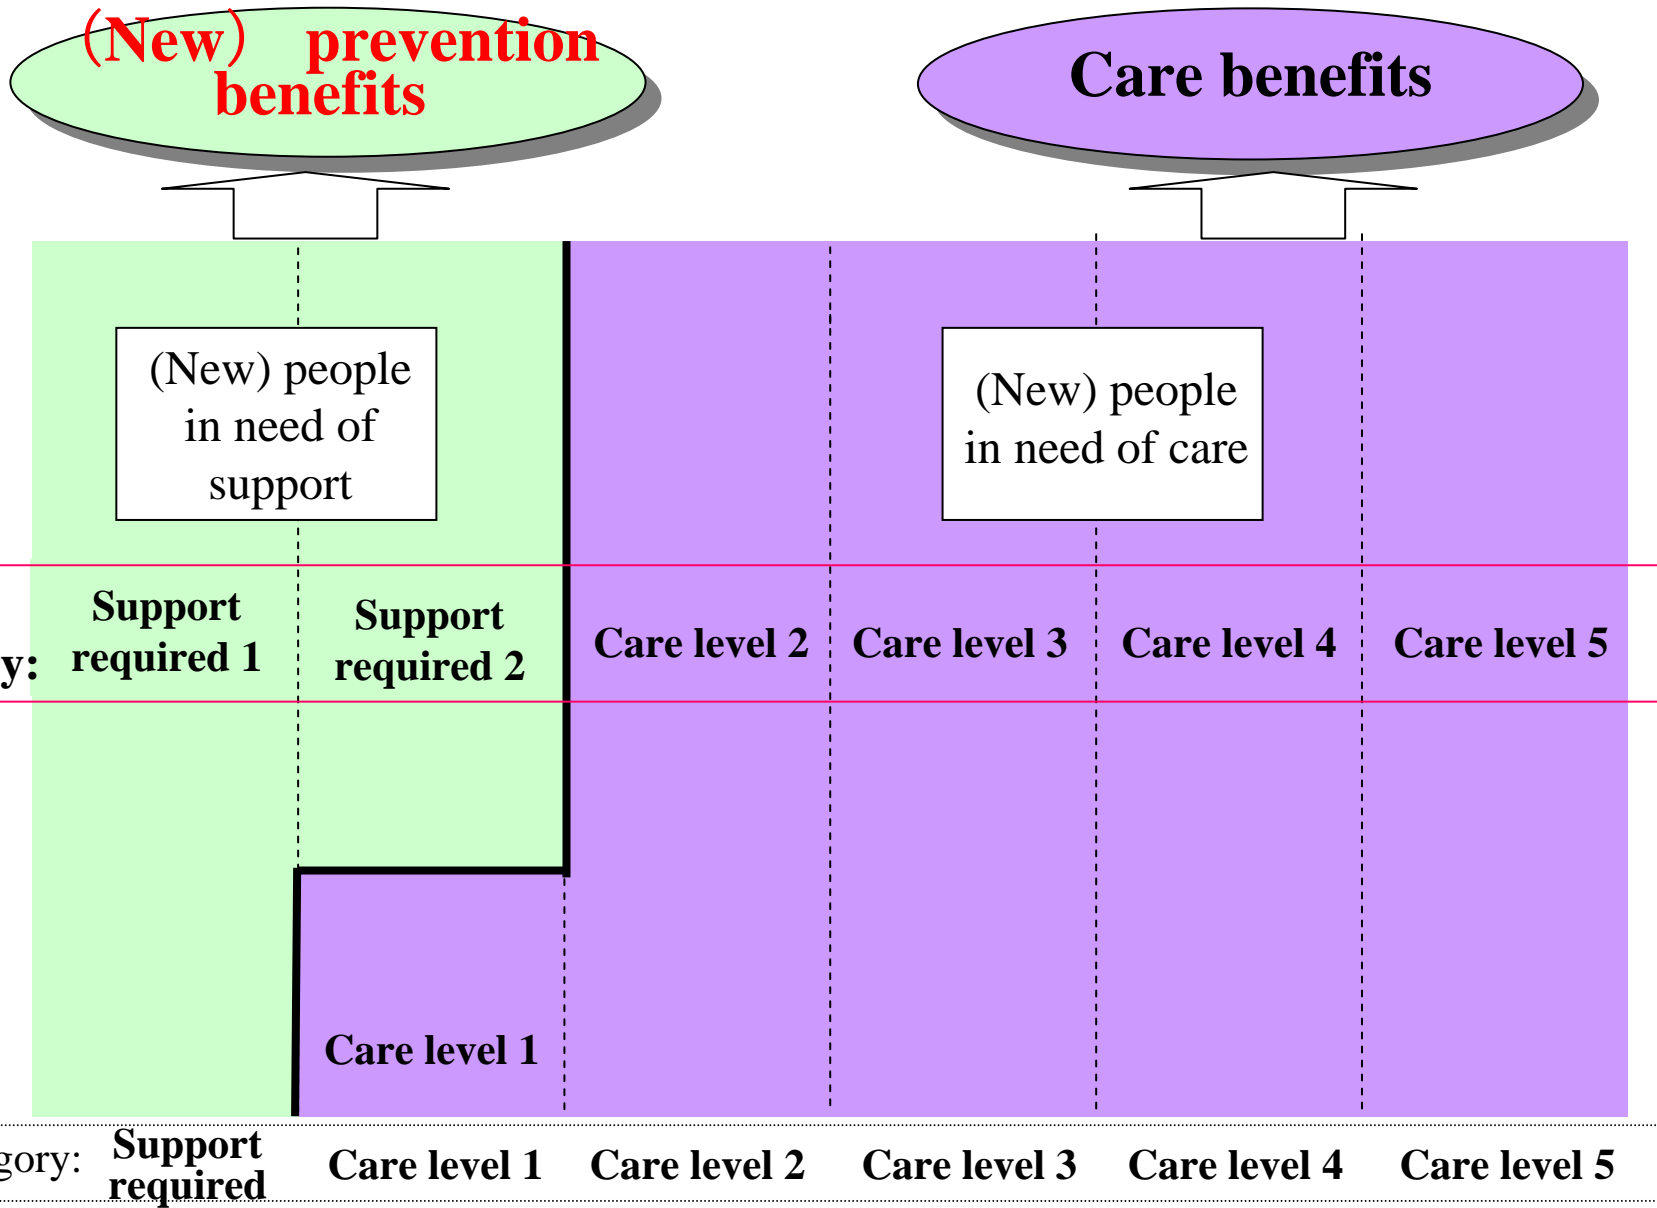 （New） prevention
benefits
Care benefits
(New) people
in need of
support
(New) people
in need of care
y:
Support
required 1
Support
required 2
Care level 2
Care level 3
Care level 4
Care level 5
Care level 1
gory:
Support
required
Care level 1
Care level 2
Care level 3
Care level 4
Care level 5